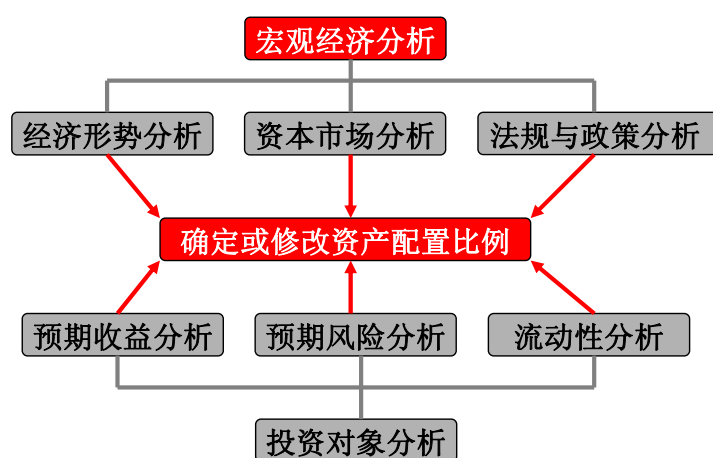 宏观经济分析
经济形势分析
资本市场分析
法规与政策分析
确定或修改资产配置比例
预期收益分析
预期风险分析
流动性分析
投资对象分析